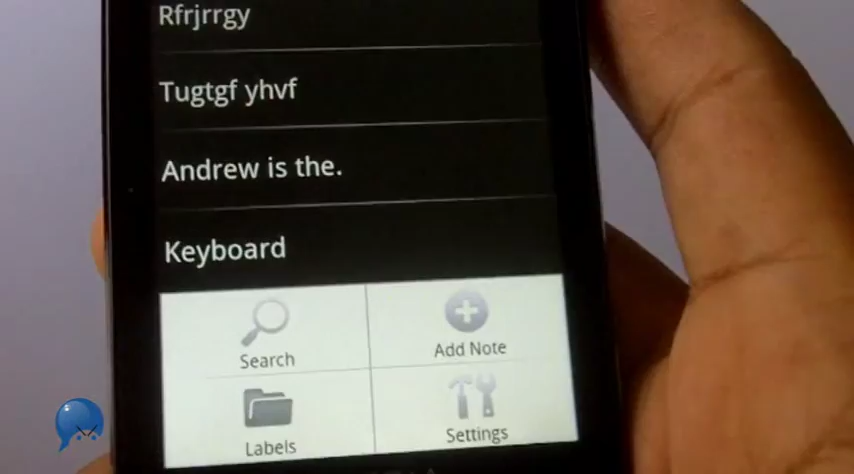 Rfrjrrgy
Tugtgf yhvf
Andrew is the.
Keyboard
Search
Add Note
Labels
Settings